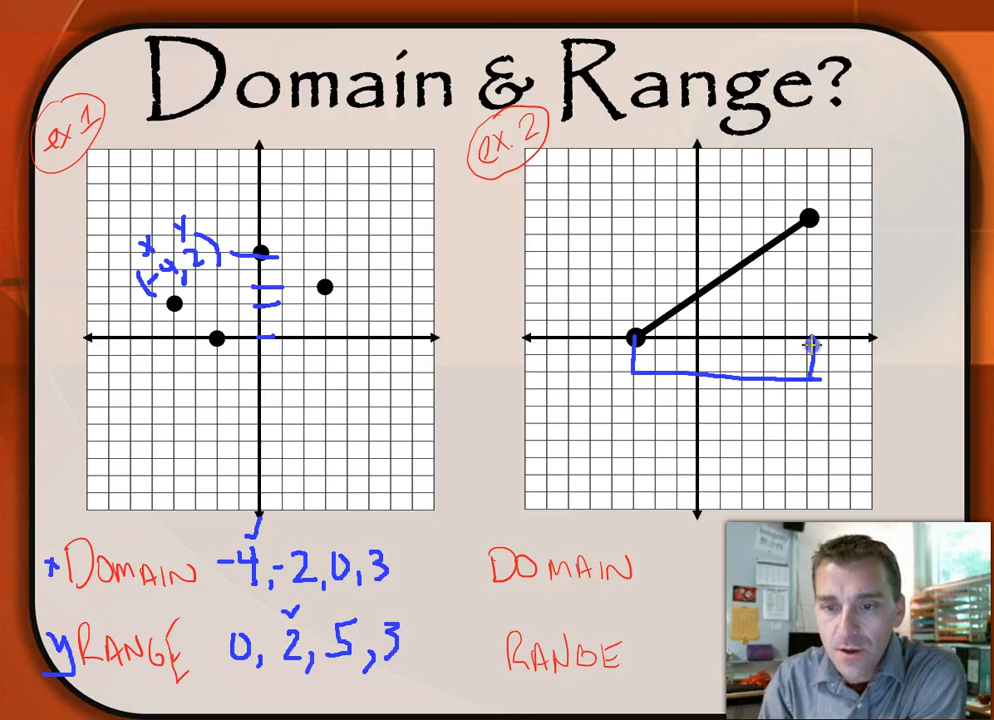 Domain & Range?
ex 1
ex. 2
x y
(-4, 2)
x DOMAIN -4, -2, 0, 3
y RANGE 0, 2, 5, 3
DOMAIN
RANGE